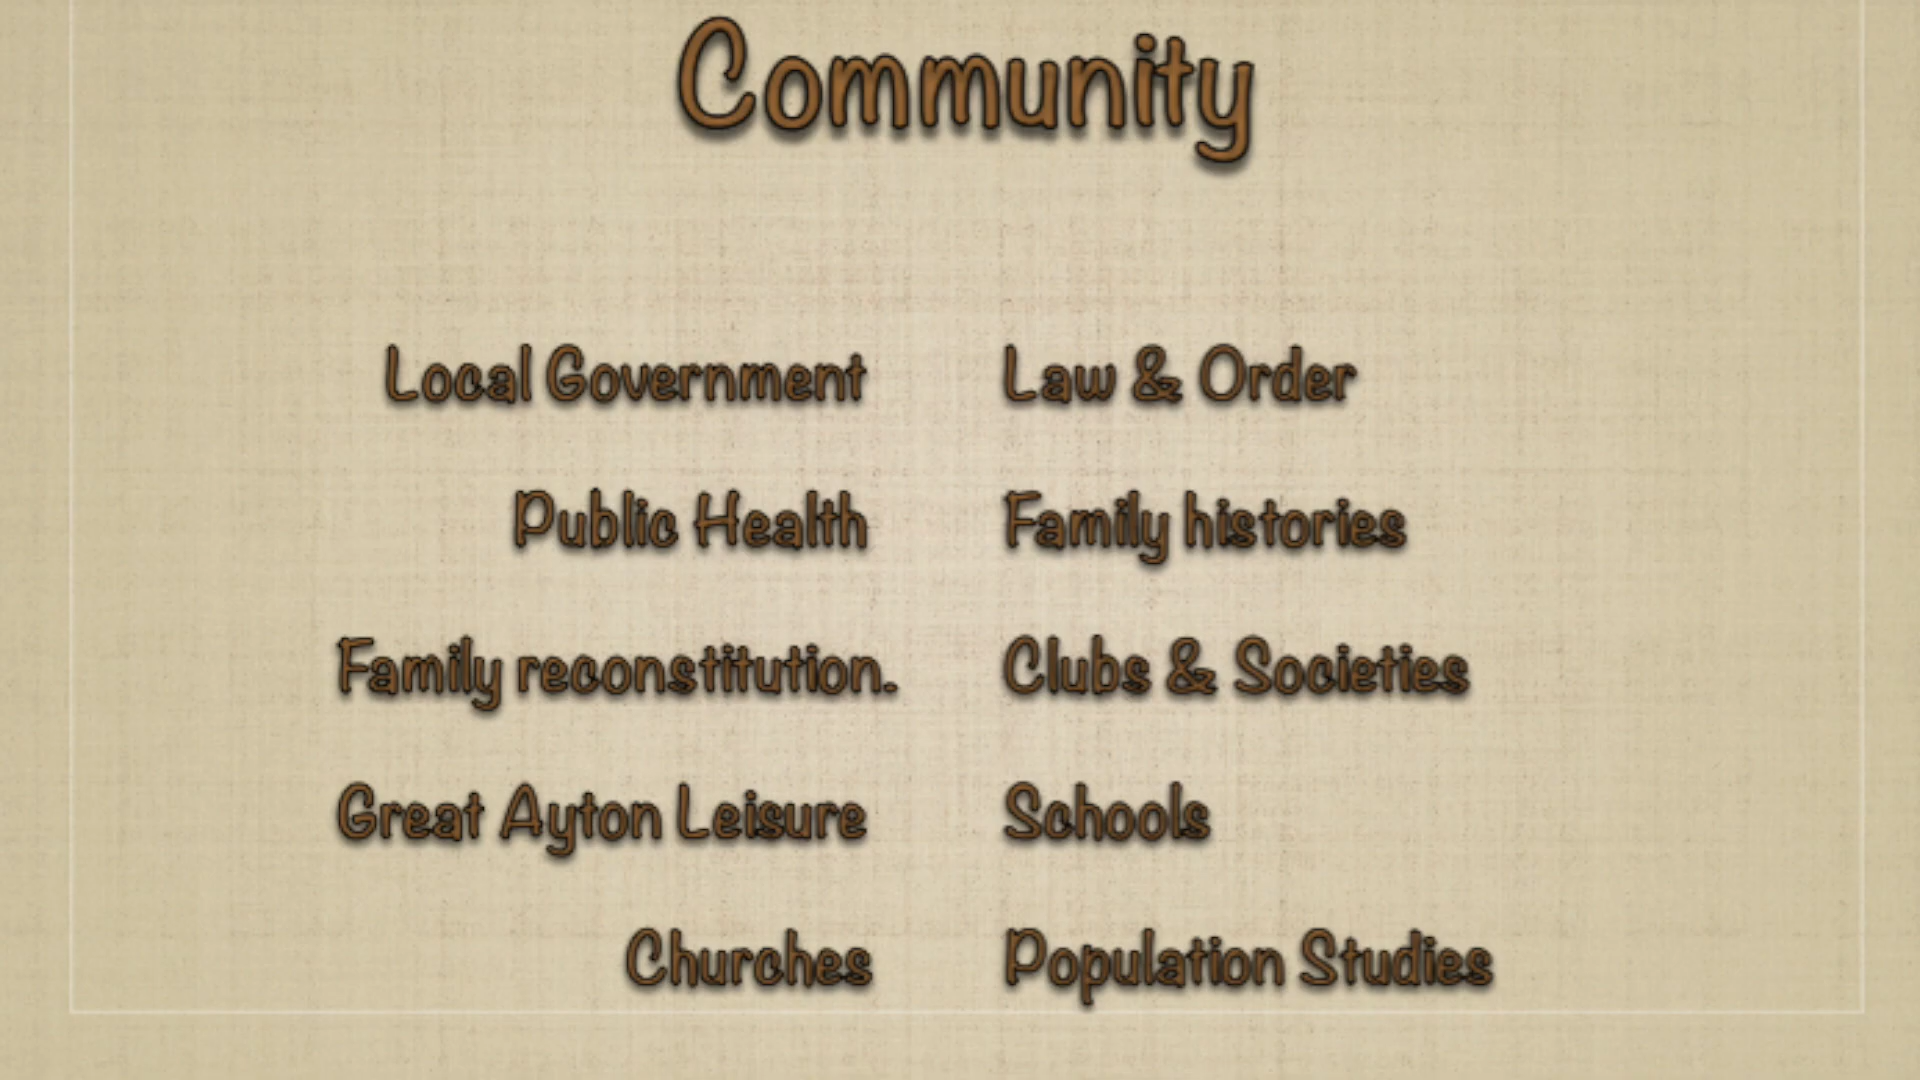 Community
Local Government
Law & Order
Public Health
Family histories
Family reconstitution.
Clubs & Societies
Great Ayton Leisure
Schools
Churches
Population Studies